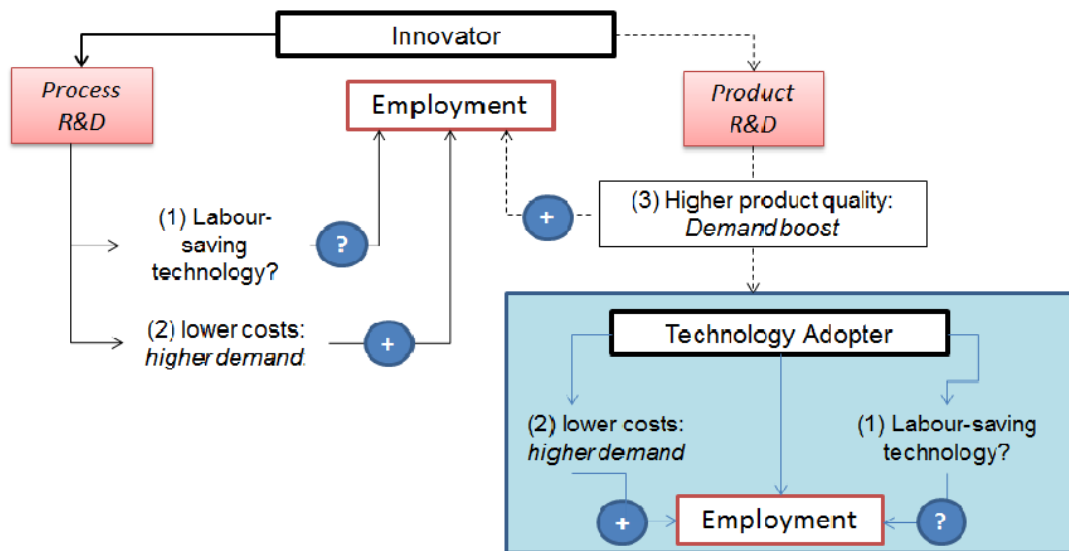 Innovator
Process
R&D
Employment
Product
R&D
(1) Labour-
saving
technology?
?
+
(3) Higher product quality:
Demand boost
(2) lower costs:
higher demand.
+
Technology Adopter
(2) lower costs:
higher demand
(1) Labour-saving
technology?
+
Employment
?